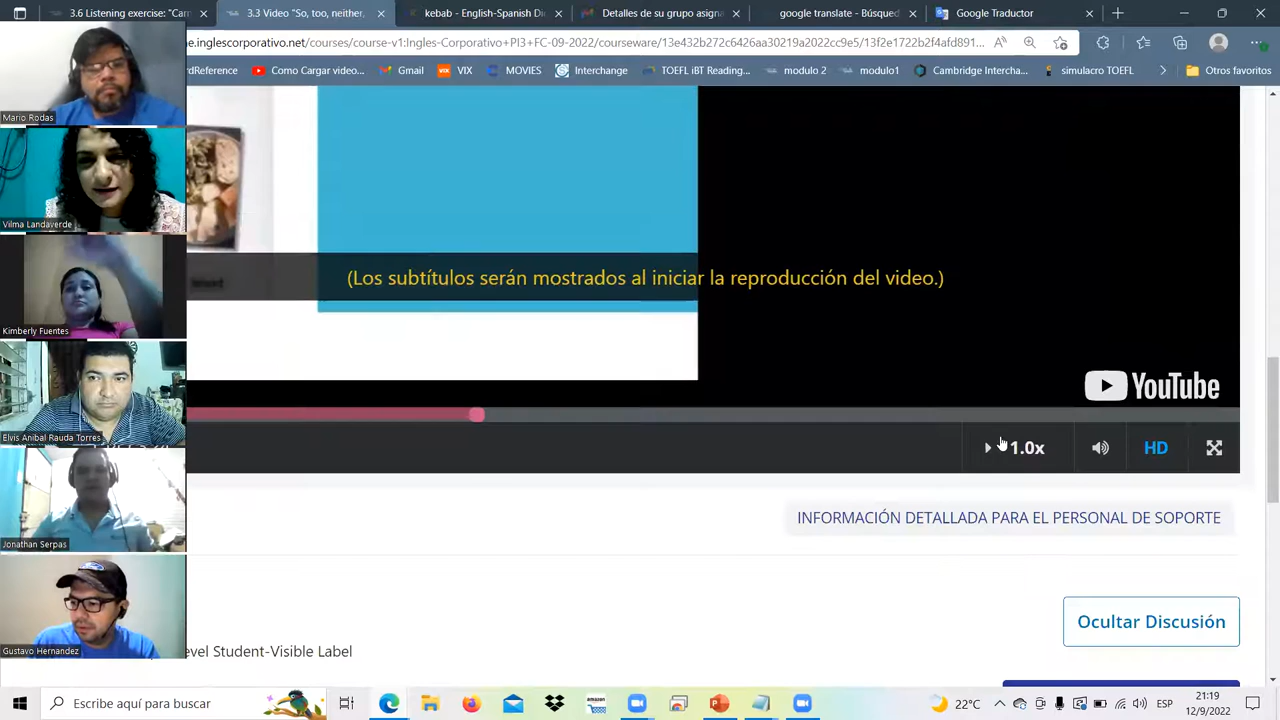 3.6 Listening exercise: "Car
3.3 Video "So, too, neither,
kebab - English-Spanish D
Detalles de su grupo asigna
google translate - Búsqued
Google Traductor
ne.inglescorporativo.net/courses/course-v1:Ingles-Corporativo+PI3+FC-09-2022/courseware/13e432b272c6426aa30219a2022cc9e5/13f2e1722b2f4afd891...
rdReference
Como Cargar video...
Gmail
VIX
MOVIES
Interchange
TOEFL iBT Reading...
modulo 2
modulo1
Cambridge Intercha...
simulacro TOEFL
Otros favoritos
Mario Rodas
Vilma Landaverde
Kimberly Fuentes
Elvis Anibal Rauda Torres
Jonathan Serpas
Gustavo Hernandez
(Los subtítulos serán mostrados al iniciar la reproducción del video.)
YouTube
1.0x
HD
INFORMACIÓN DETALLADA PARA EL PERSONAL DE SOPORTE
Ocultar Discusión
evel Student-Visible Label
Escribe aquí para buscar
22°C
ESP
21:19
12/9/2022